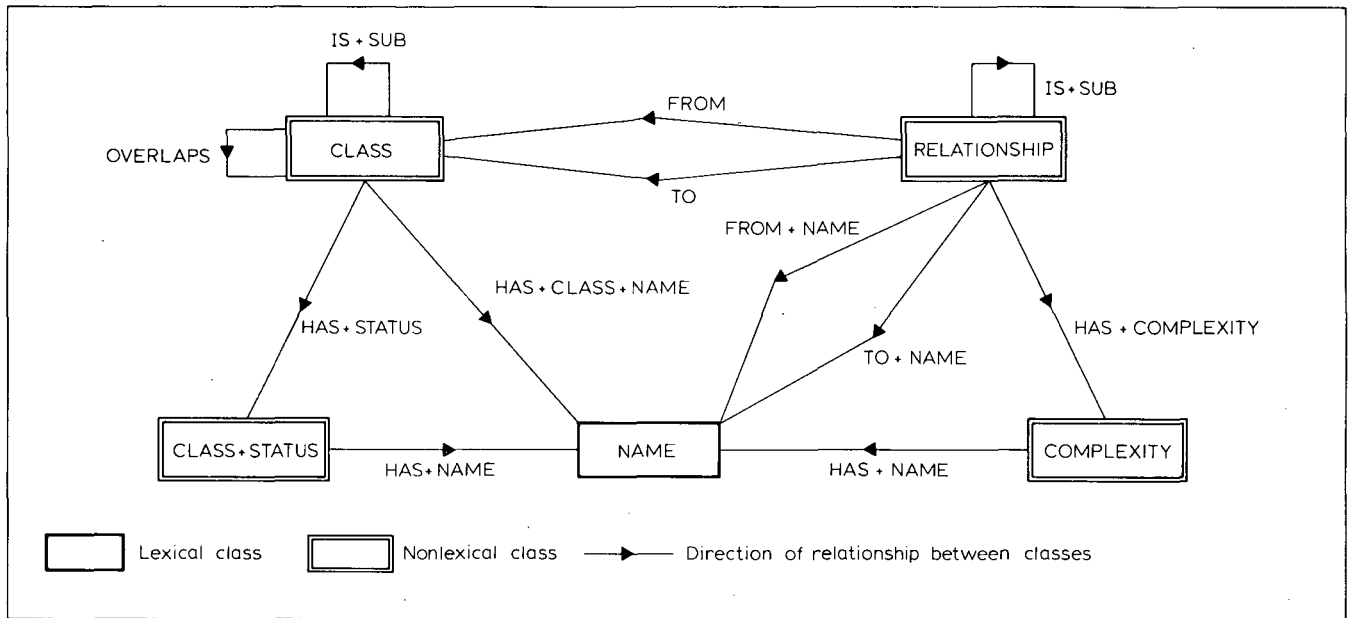 IS + SUB
FROM
IS + SUB
OVERLAPS
CLASS
RELATIONSHIP
TO
FROM + NAME
HAS + CLASS + NAME
HAS + STATUS
HAS + COMPLEXITY
TO + NAME
CLASS + STATUS
NAME
COMPLEXITY
HAS + NAME
HAS + NAME
Lexical class
Nonlexical class
Direction of relationship between classes